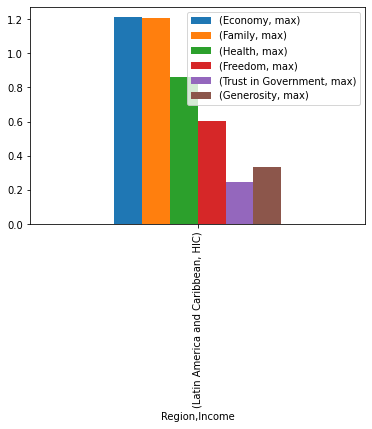 1.2
1.0
0.8
0.6
0.4
0.2
0.0
(Economy, max)
(Family, max)
(Health, max)
(Freedom, max)
(Trust in Government, max)
(Generosity, max)
(Latin America and Caribbean, HIC)
Region,Income